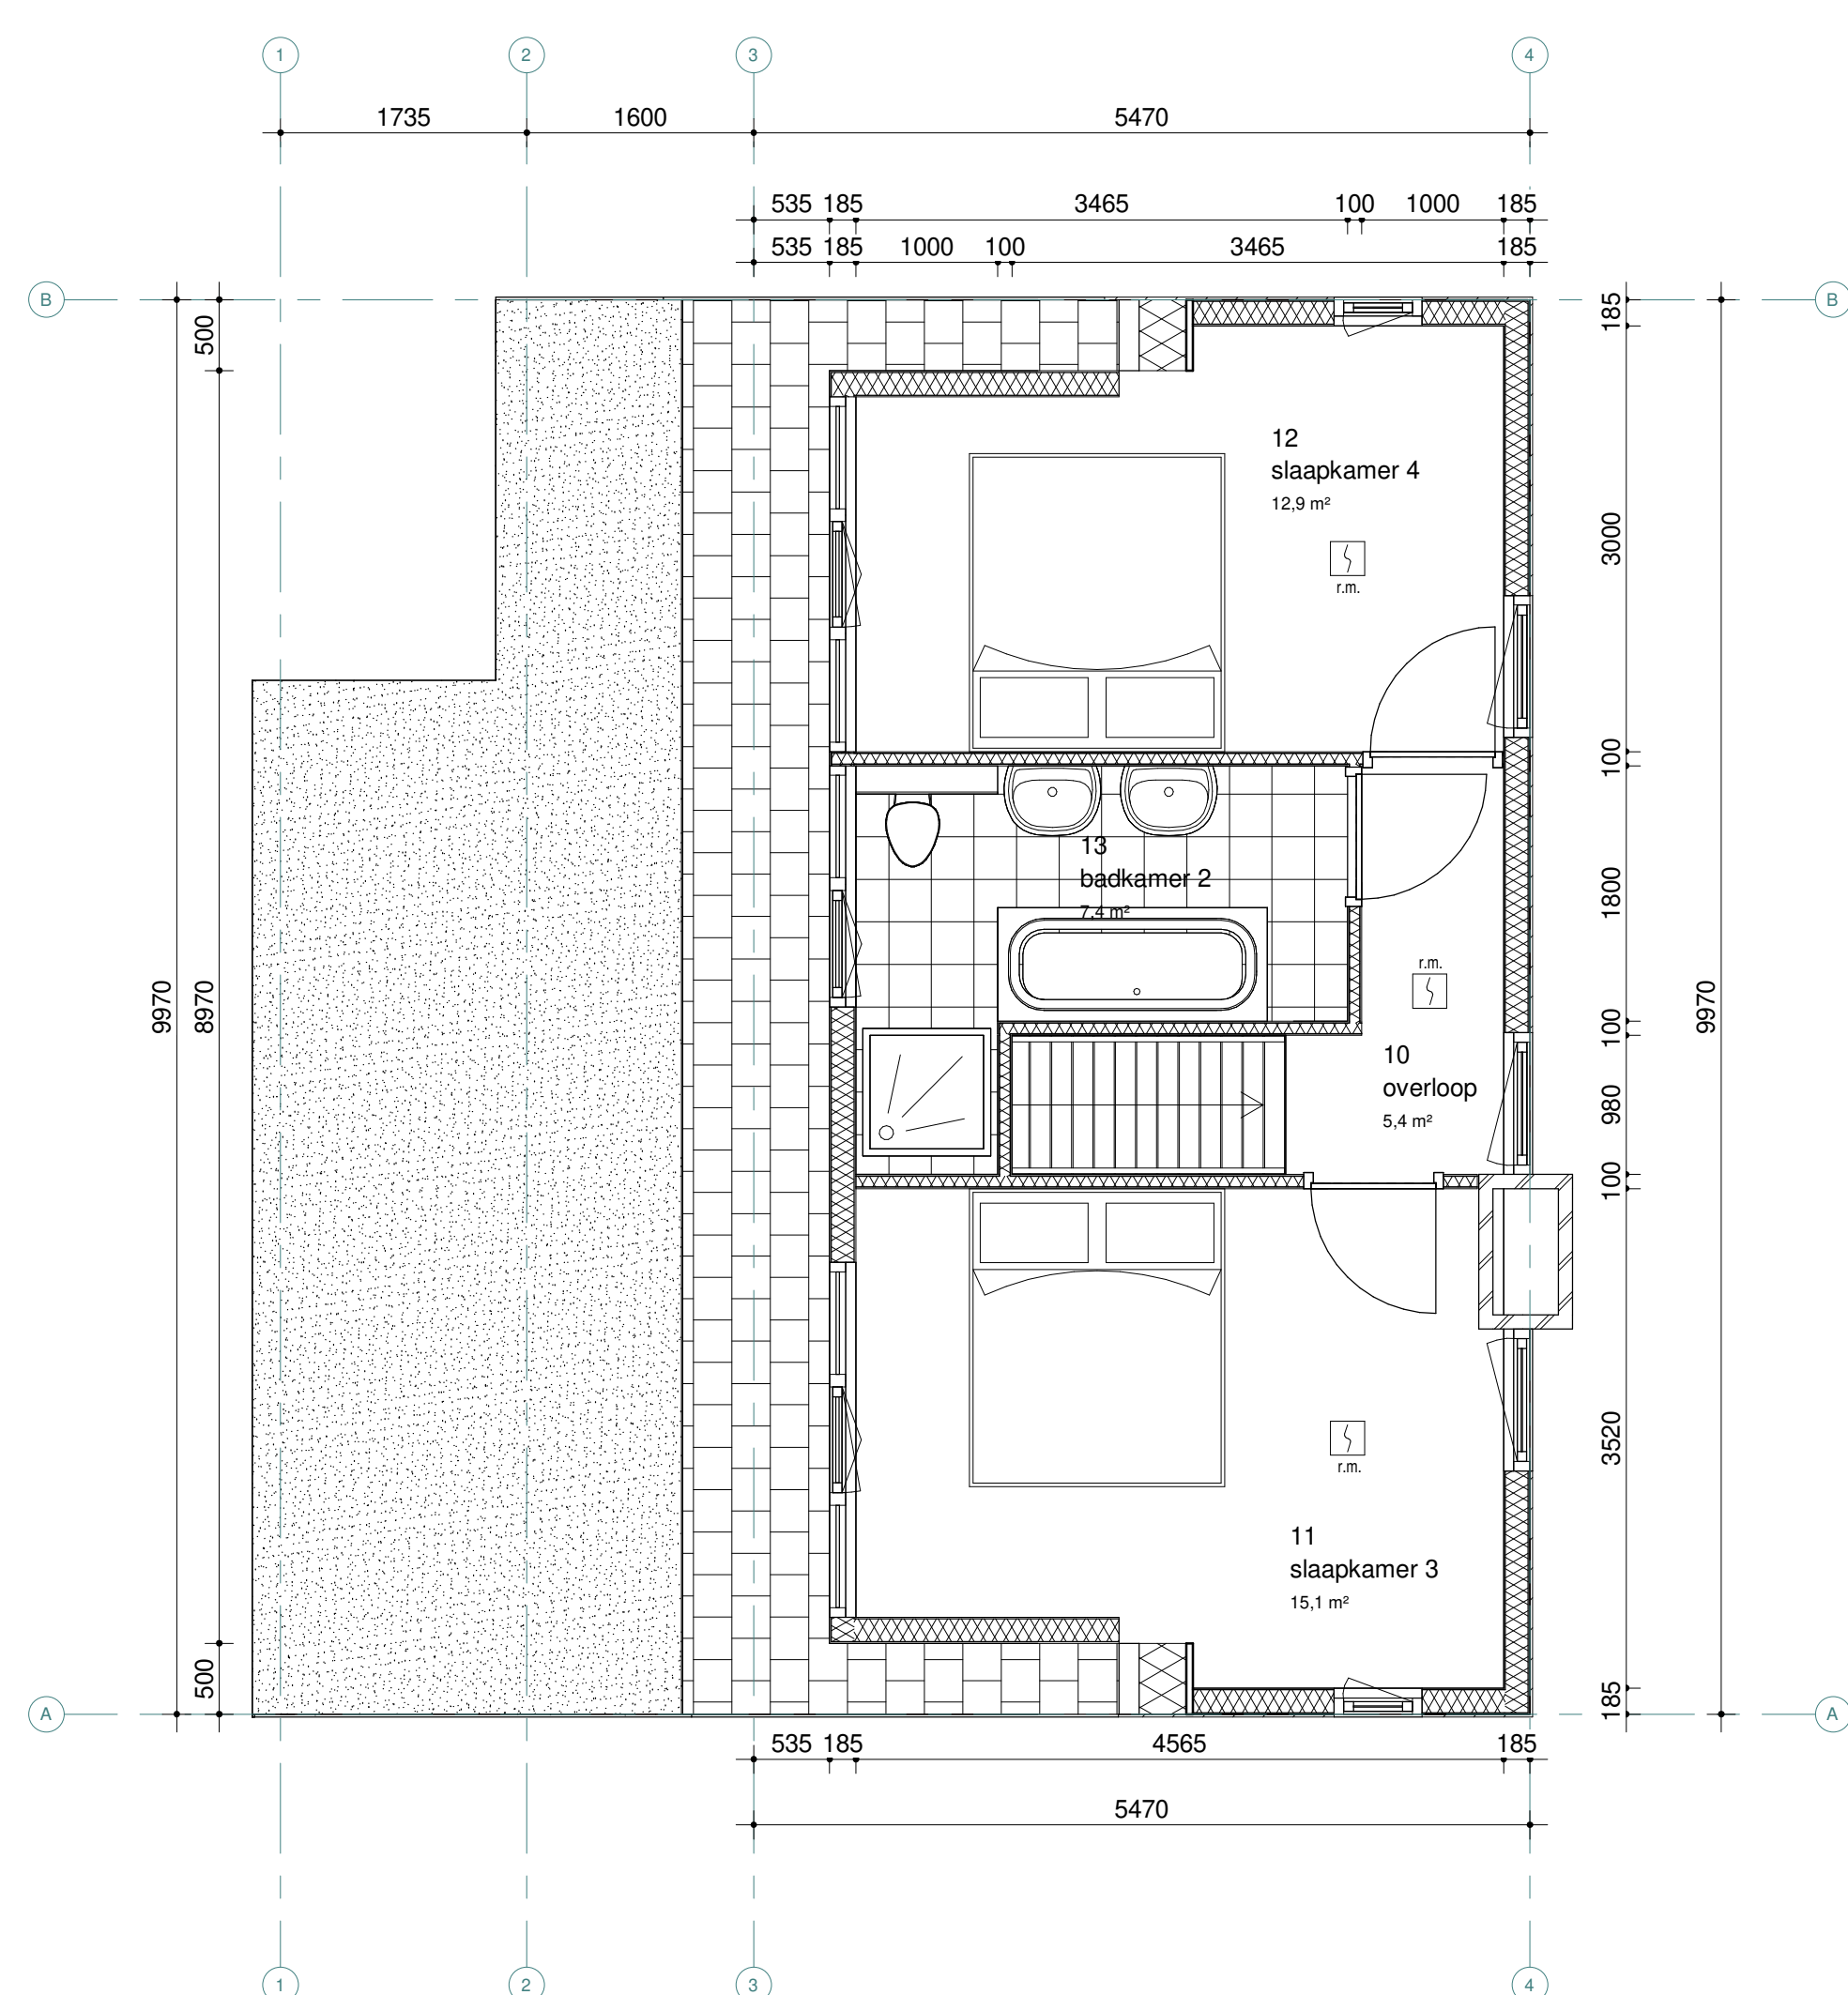 1 2 3 4
1735 1600 5470
535 185 3465 100 1000 185
535 185 1000 100 3465 185
B B
500
185
12
slaapkamer 4
12,9 m²
r.m.
3000
100
13
badkamer 2
7,4 m²
1800
r.m.
9970
8970
9970
100
10
overloop
5,4 m²
980
100
r.m.
3520
11
slaapkamer 3
15,1 m²
500
185
A A
535 185 4565 185
5470
1 2 3 4